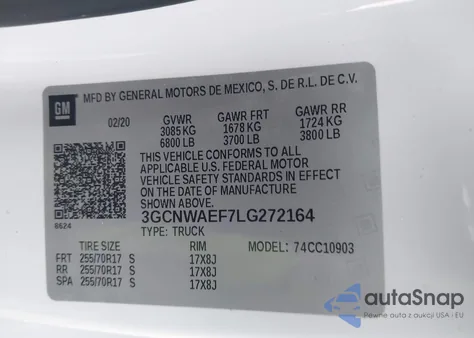 GM
MFD BY GENERAL MOTORS DE MEXICO, S. DE R.L. DE C.V.
02/20 GVWR GAWR FRT GAWR RR
3085 KG 1678 KG 1724 KG
6800 LB 3700 LB 3800 LB
THIS VEHICLE CONFORMS TO ALL
APPLICABLE U.S. FEDERAL MOTOR
VEHICLE SAFETY STANDARDS IN EFFECT
ON THE DATE OF MANUFACTURE
SHOWN ABOVE.
8624
3GCNWAEF7LG272164
TYPE: TRUCK
TIRE SIZE RIM MODEL: 74CC10903
FRT 255/70R17 S 17X8J
RR 255/70R17 S 17X8J
SPA 255/70R17 S 17X8J
autaSnap
Pewne auta z aukcji USA i EU